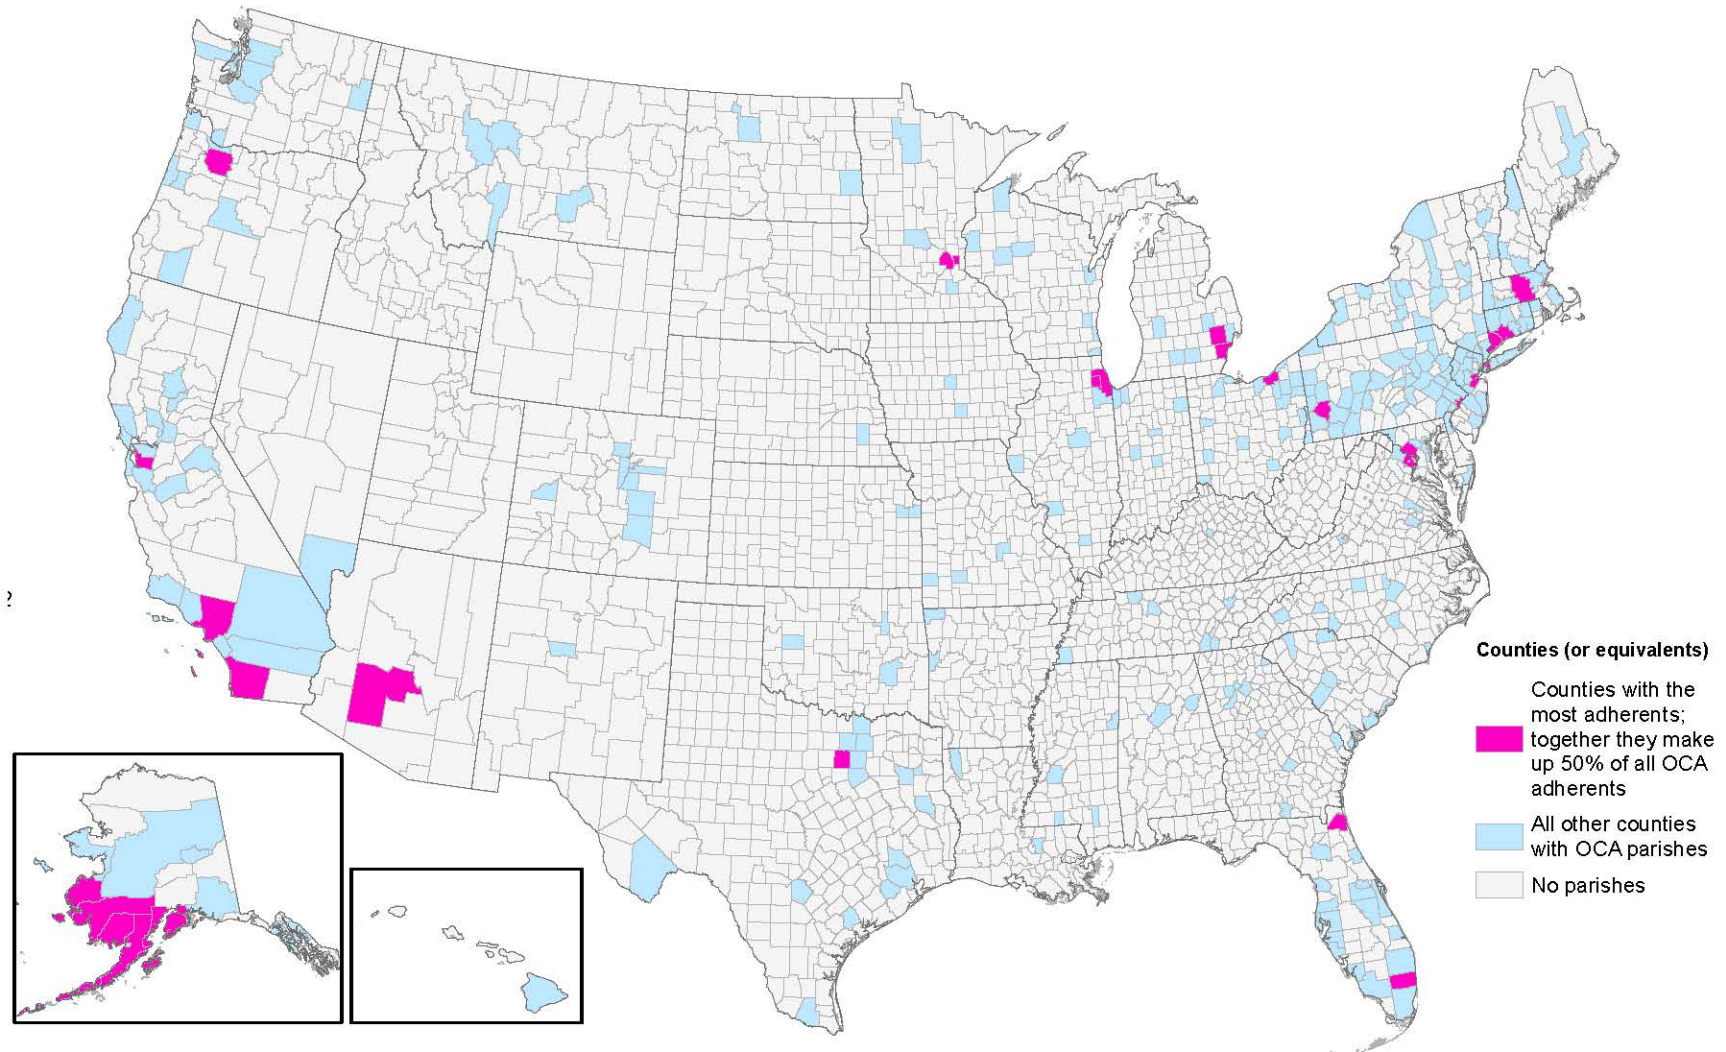 Counties (or equivalents)
Counties with the
most adherents;
together they make
up 50% of all OCA
adherents
All other counties
with OCA parishes
No parishes